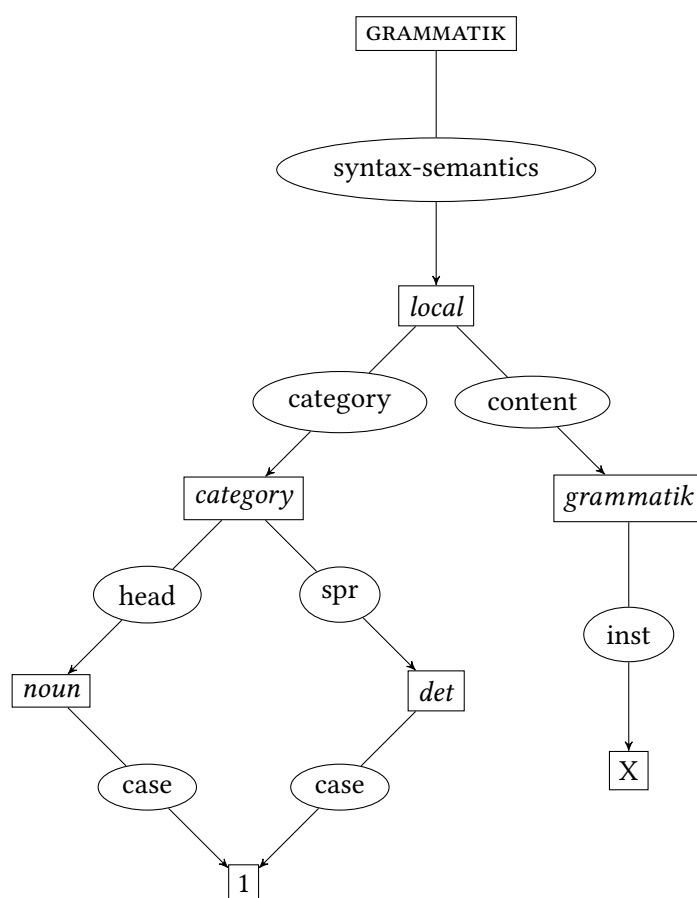 GRAMMATIK
syntax-semantics
local
category content
category grammatik
head spr
inst
noun det
case case
X
1